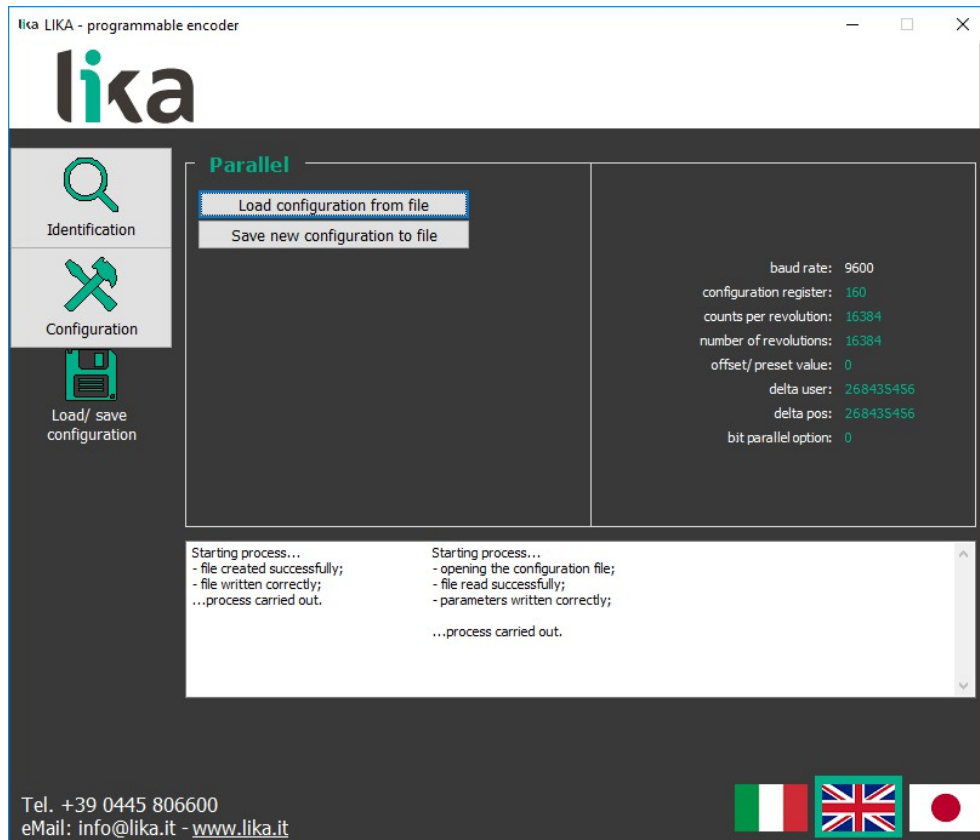 lika LIKA - programmable encoder
lika
Identification
Configuration
Load/ save
configuration
Parallel
Load configuration from file
Save new configuration to file
baud rate: 9600
configuration register: 160
counts per revolution: 16384
number of revolutions: 16384
offset/ preset value: 0
delta user: 268435456
delta pos: 268435456
bit parallel option: 0
Starting process...
- file created successfully;
- file written correctly;
...process carried out.
Starting process...
- opening the configuration file;
- file read successfully;
- parameters written correctly;
...process carried out.
Tel. +39 0445 806600
eMail: info@lika.it - www.lika.it